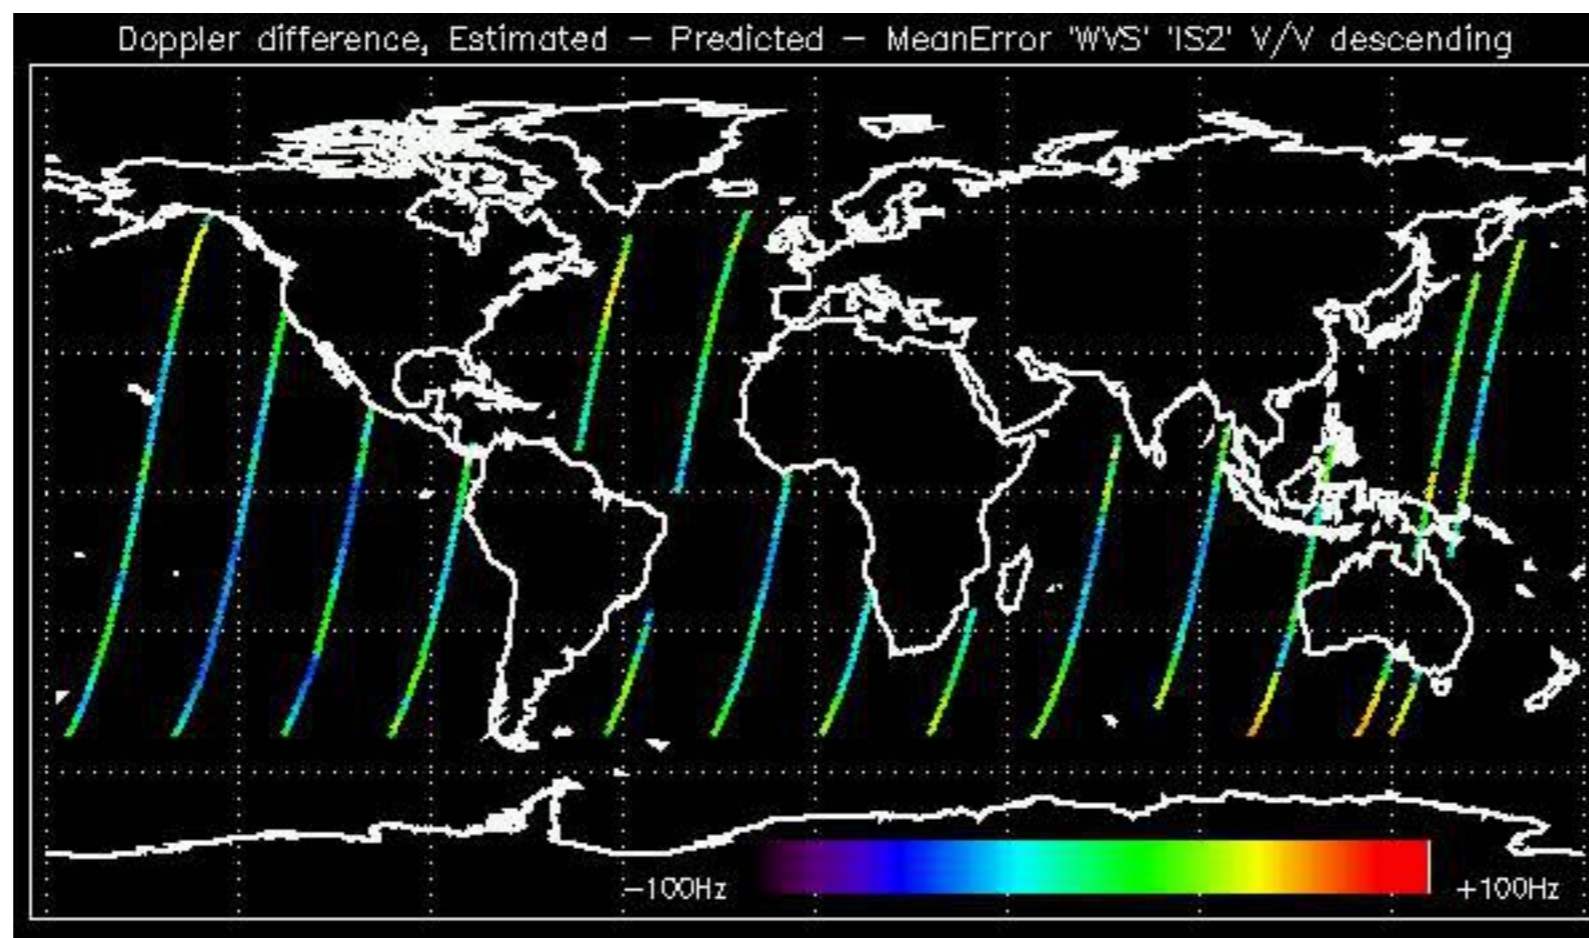 Doppler difference, Estimated – Predicted – MeanError 'WVS' 'IS2' V/V descending
−100Hz +100Hz